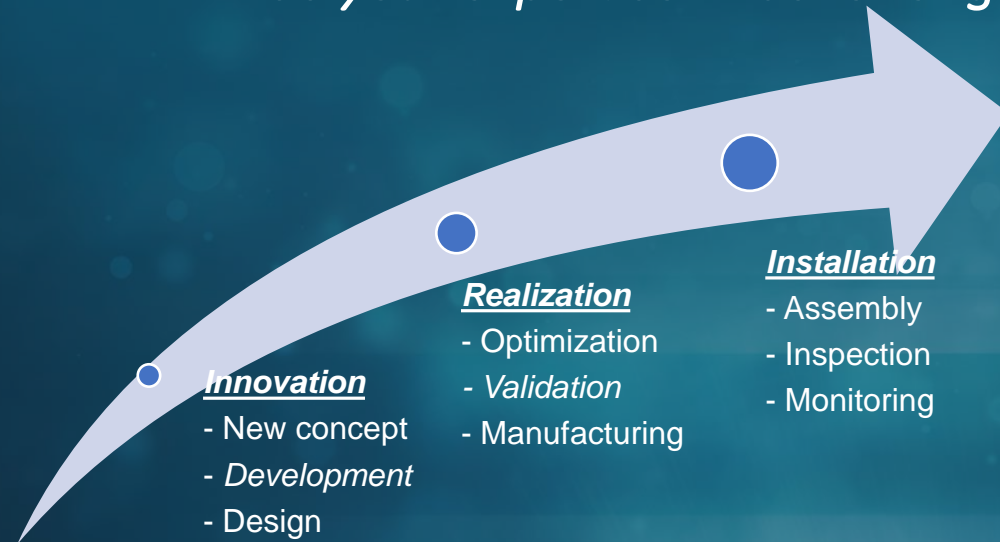 Innovation
- New concept
- Development
- Design
Realization
- Optimization
- Validation
- Manufacturing
Installation
- Assembly
- Inspection
- Monitoring